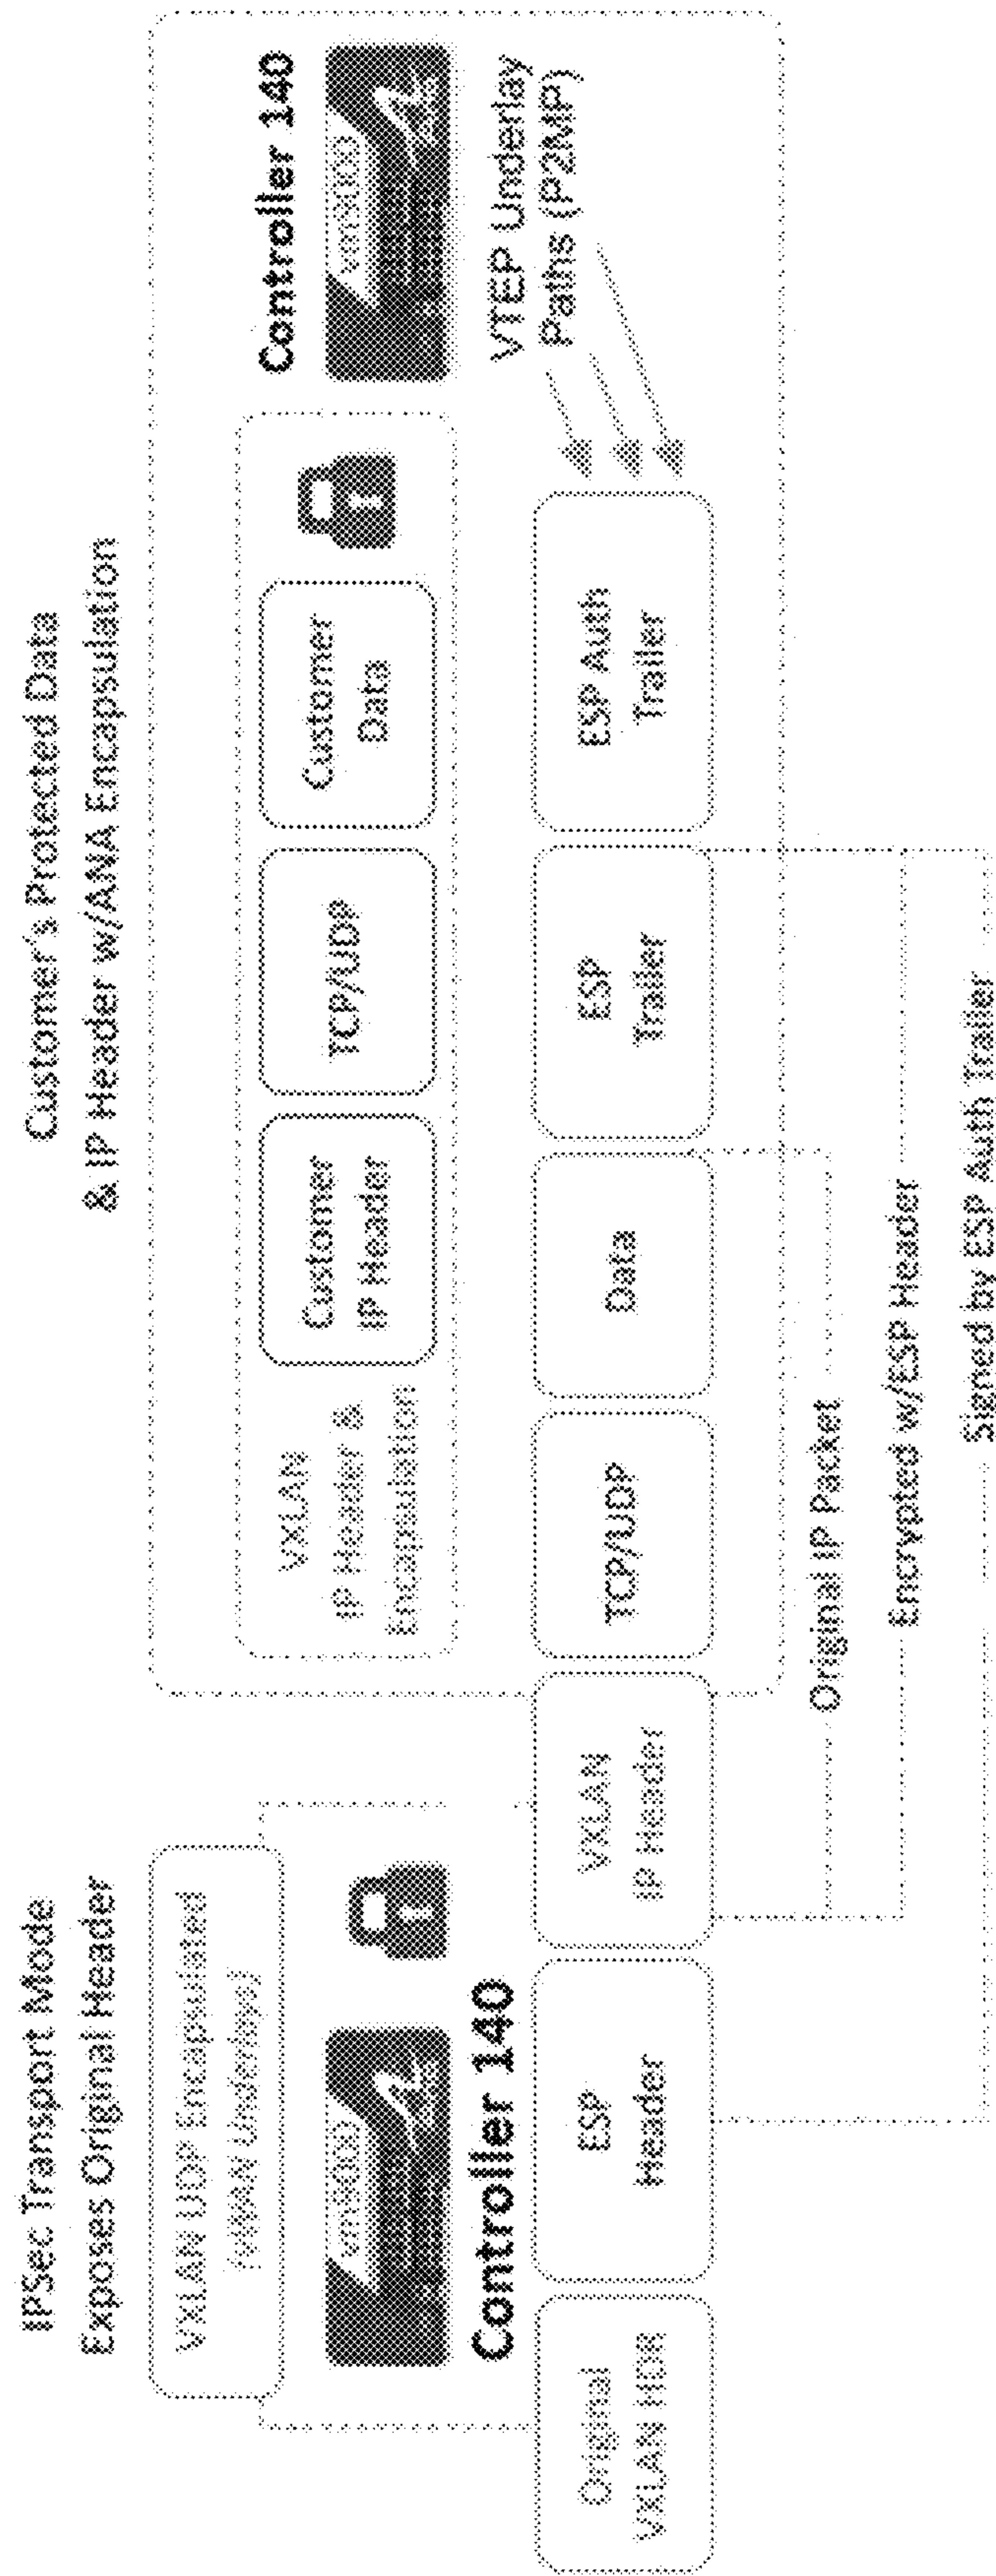 IPSec Transport Mode
Exposes Original Header
VXLAN UDP Encapsulated
Controller 140
Customer's Protected Data
& IP Header w/ANA Encapsulation
VXLAN
IP Header &
Encapsulation
Customer
IP Header
TCP/UDP
Customer
Data
Controller 140
VTEP Underlay
Paths (P2MP)
Original
VXLAN HDR
ESP
Header
VXLAN
IP Header
TCP/UDP
Data
ESP
Trailer
ESP Auth
Trailer
Original IP Packet
Encrypted w/ESP Header
Signed by ESP Auth Trailer